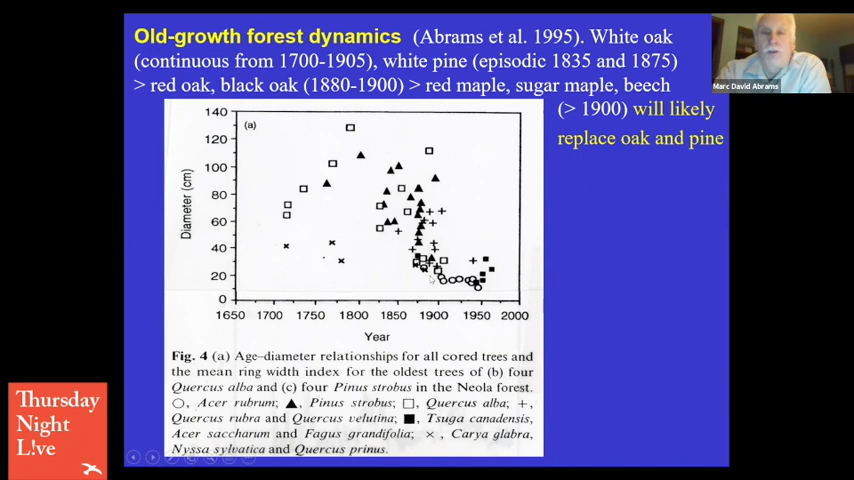 Old-growth forest dynamics (Abrams et al. 1995). White oak
(continuous from 1700-1905), white pine (episodic 1835 and 1875)
> red oak, black oak (1880-1900) > red maple, sugar maple, beech
(> 1900) will likely
replace oak and pine
Marc David Abrams
(a)
Diameter (cm)
140
120
100
80
60
40
20
0
1650 1700 1750 1800 1850 1900 1950 2000
Year
Fig. 4 (a) Age–diameter relationships for all cored trees and
the mean ring width index for the oldest trees of (b) four
Quercus alba and (c) four Pinus strobus in the Neola forest.
○, Acer rubrum; ▲, Pinus strobus; □, Quercus alba; +,
Quercus rubra and Quercus velutina; ■, Tsuga canadensis,
Acer saccharum and Fagus grandifolia; ×, Carya glabra,
Nyssa sylvatica and Quercus prinus.
Thursday
Night
L!ve